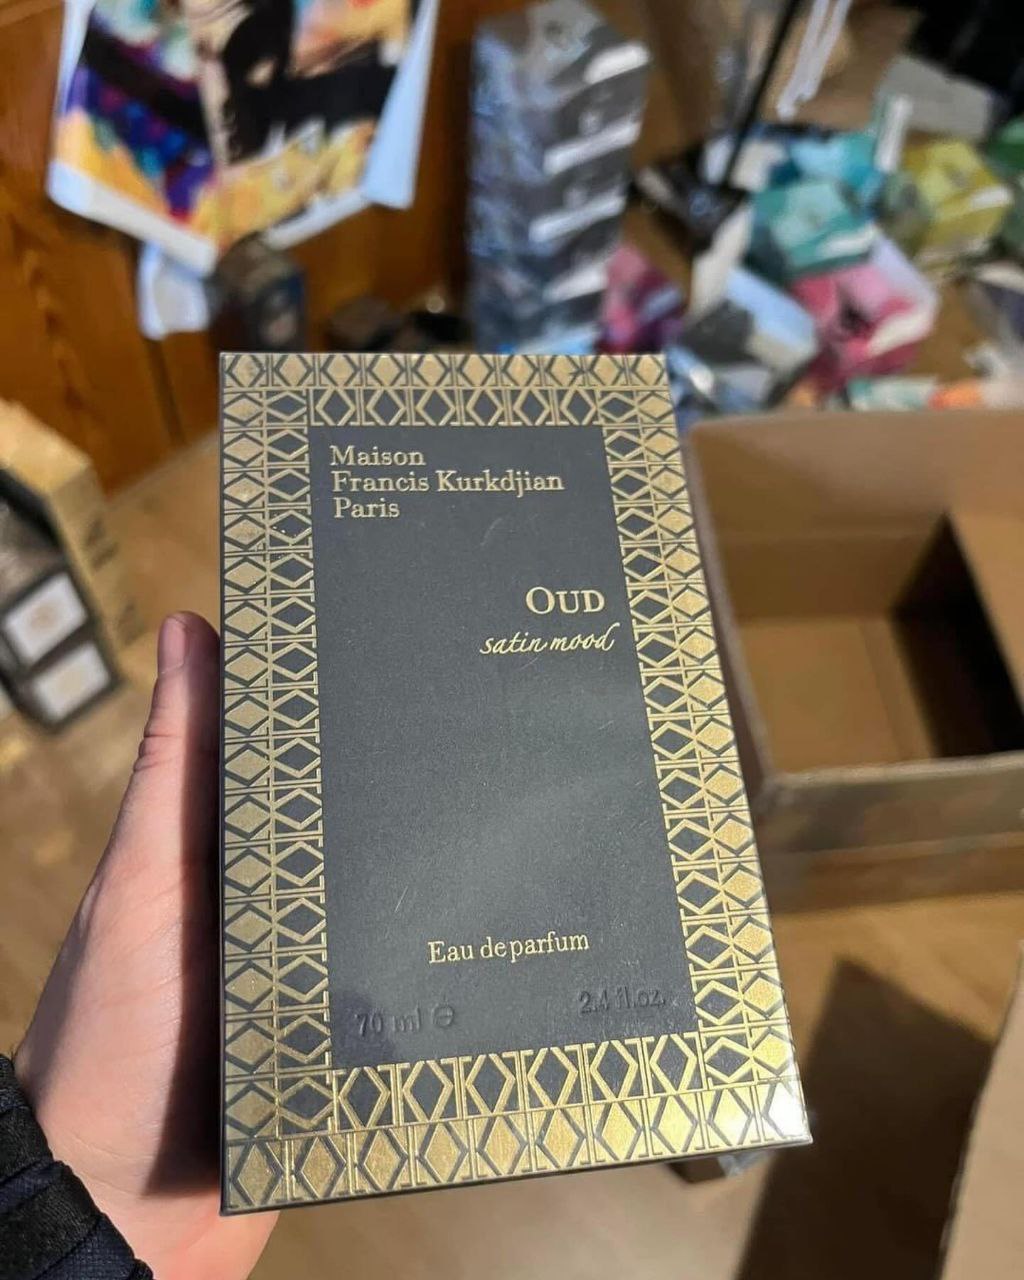 Maison
Francis Kurkdjian
Paris
OUD
satin mood
Eau de parfum
70 ml ℮ 2.4 fl.oz.